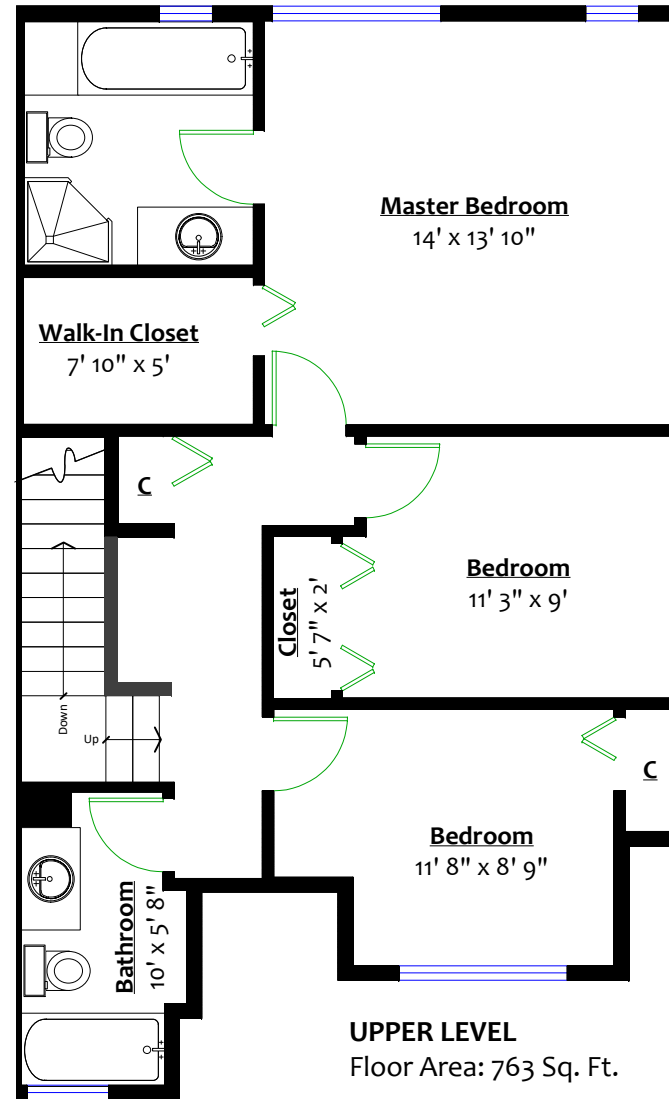 Master Bedroom
14' x 13' 10"
Walk-In Closet
7' 10" x 5'
C
Bedroom
11' 3" x 9'
Closet
5' 7" x 2'
Down
Up
C
Bedroom
11' 8" x 8' 9"
Bathroom
10' x 5' 8"
UPPER LEVEL
Floor Area: 763 Sq. Ft.